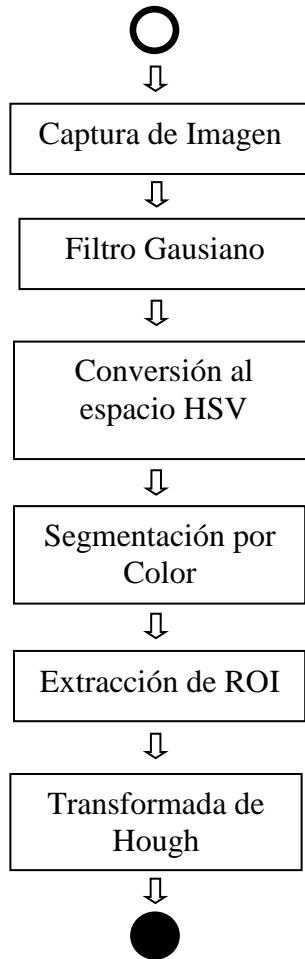 Captura de Imagen
Filtro Gausiano
Conversión al
espacio HSV
Segmentación por
Color
Extracción de ROI
Transformada de
Hough